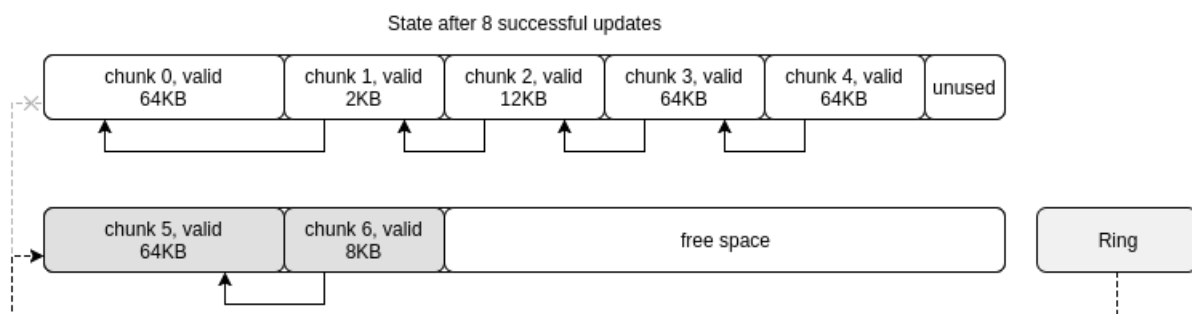 State after 8 successful updates
chunk 0, valid
64KB
chunk 1, valid
2KB
chunk 2, valid
12KB
chunk 3, valid
64KB
chunk 4, valid
64KB
unused
chunk 5, valid
64KB
chunk 6, valid
8KB
free space
Ring